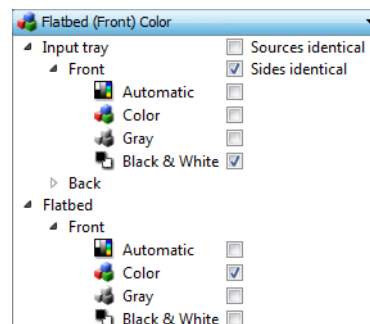 Flatbed (Front) Color
Input tray Sources identical
Front Sides identical
Automatic
Color
Gray
Black & White
Back
Flatbed
Front
Automatic
Color
Gray
Black & White